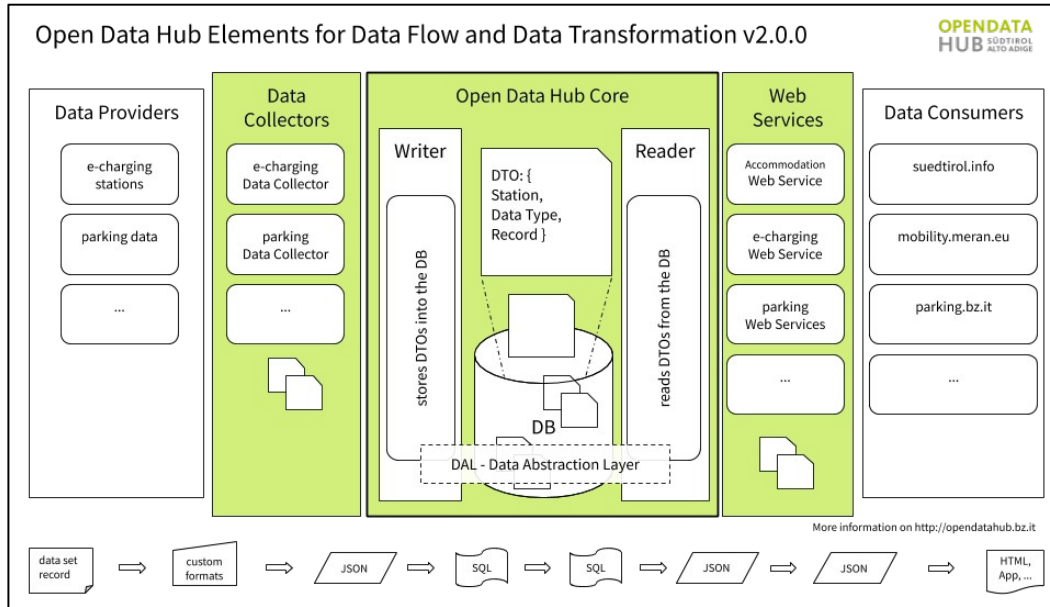 Open Data Hub Elements for Data Flow and Data Transformation v2.0.0
OPENDATA
HUB SÜDTIROL
ALTO ADIGE
Data Providers
e-charging
stations
parking data
...
Data
Collectors
e-charging
Data Collector
parking
Data Collector
...
Open Data Hub Core
Writer
stores DTOs into the DB
DTO: {
Station,
Data Type,
Record }
DB
DAL - Data Abstraction Layer
Reader
reads DTOs from the DB
Web
Services
Accommodation
Web Service
e-charging
Web Service
parking
Web Services
...
Data Consumers
suedtirol.info
mobility.meran.eu
parking.bz.it
...
More information on http://opendatahub.bz.it
data set
record
custom
formats
JSON
SQL
SQL
JSON
JSON
HTML,
App, ...